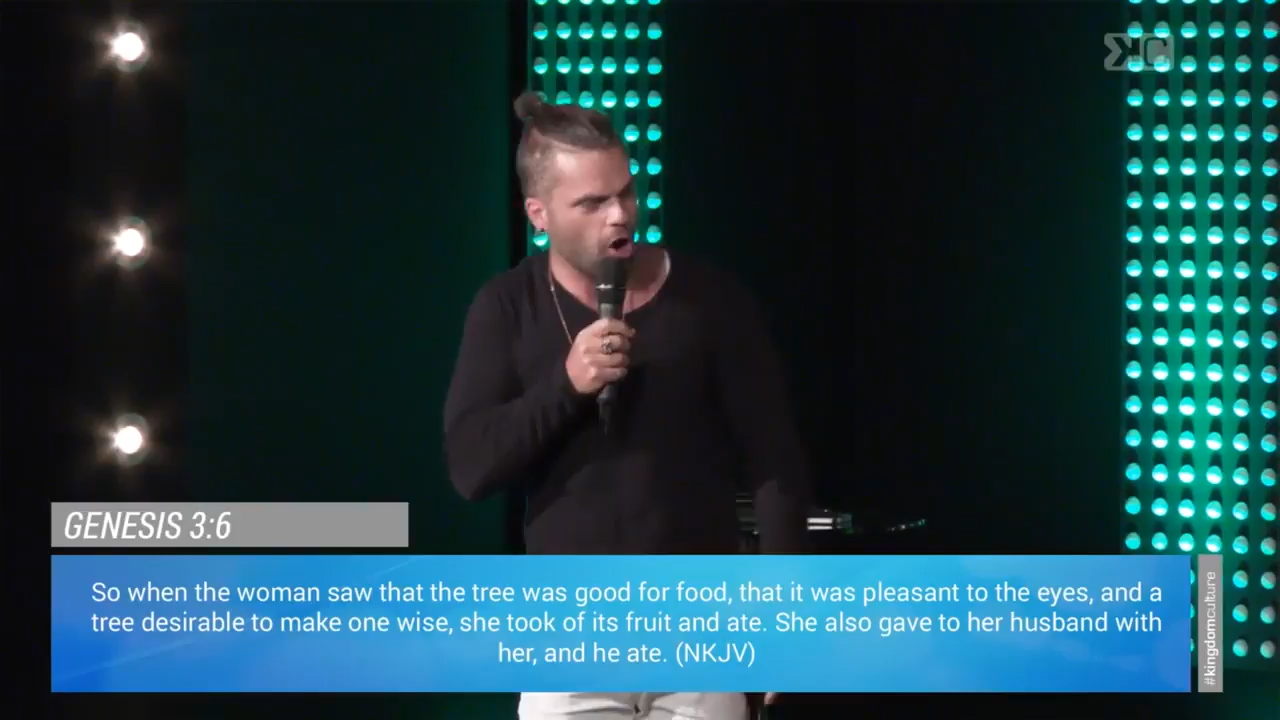 KC
GENESIS 3:6
So when the woman saw that the tree was good for food, that it was pleasant to the eyes, and a
tree desirable to make one wise, she took of its fruit and ate. She also gave to her husband with
her, and he ate. (NKJV)
#kingdomculture